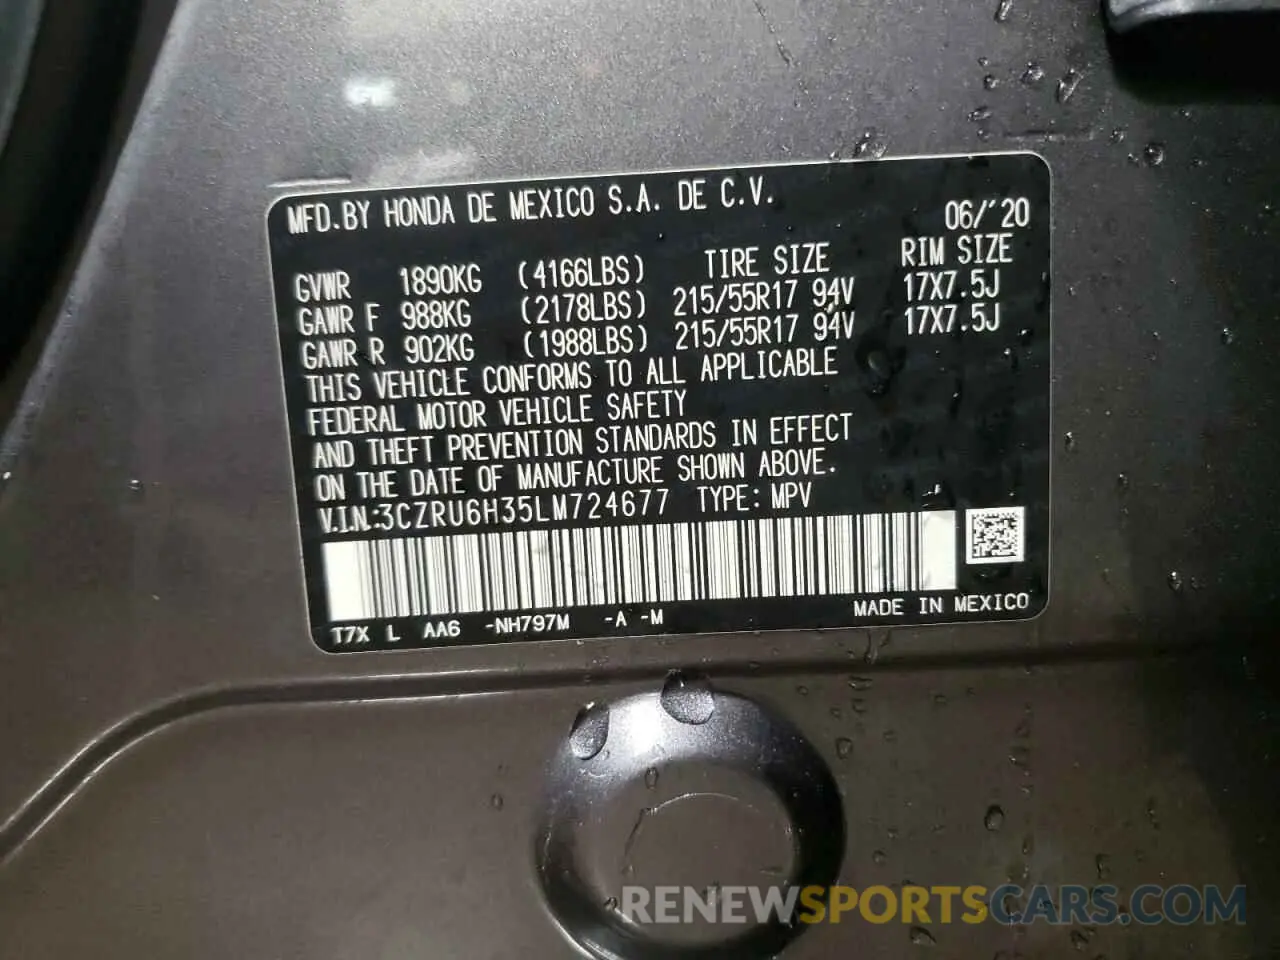 MFD.BY HONDA DE MEXICO S.A. DE C.V.
06/'20
GVWR 1890KG (4166LBS) TIRE SIZE RIM SIZE
GAWR F 988KG (2178LBS) 215/55R17 94V 17X7.5J
GAWR R 902KG (1988LBS) 215/55R17 94V 17X7.5J
THIS VEHICLE CONFORMS TO ALL APPLICABLE
FEDERAL MOTOR VEHICLE SAFETY
AND THEFT PREVENTION STANDARDS IN EFFECT
ON THE DATE OF MANUFACTURE SHOWN ABOVE.
V.I.N.:3CZRU6H35LM724677 TYPE: MPV
T7X L AA6 -NH797M -A -M MADE IN MEXICO
RENEWSPORTSCARS.COM